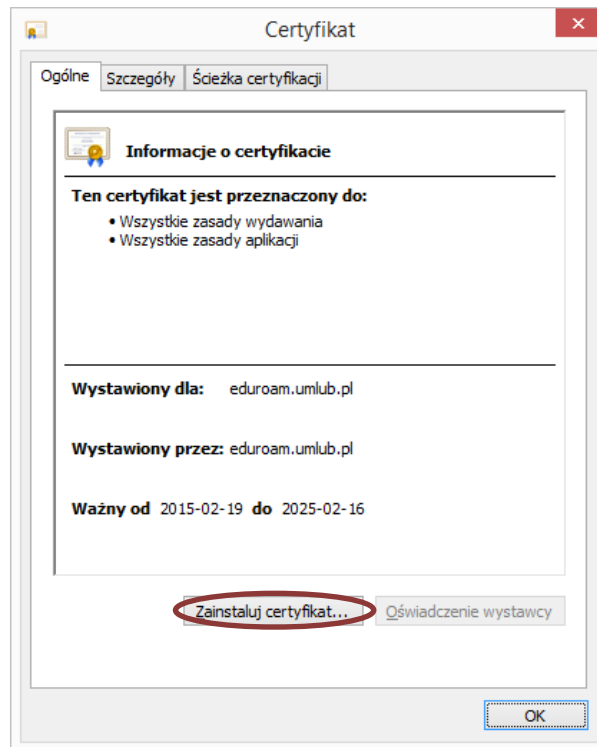 Certyfikat
Ogólne Szczegóły Ścieżka certyfikacji
Informacje o certyfikacie
Ten certyfikat jest przeznaczony do:
• Wszystkie zasady wydawania
• Wszystkie zasady aplikacji
Wystawiony dla: eduroam.umlub.pl
Wystawiony przez: eduroam.umlub.pl
Ważny od 2015-02-19 do 2025-02-16
Zainstaluj certyfikat... Oświadczenie wystawcy
OK